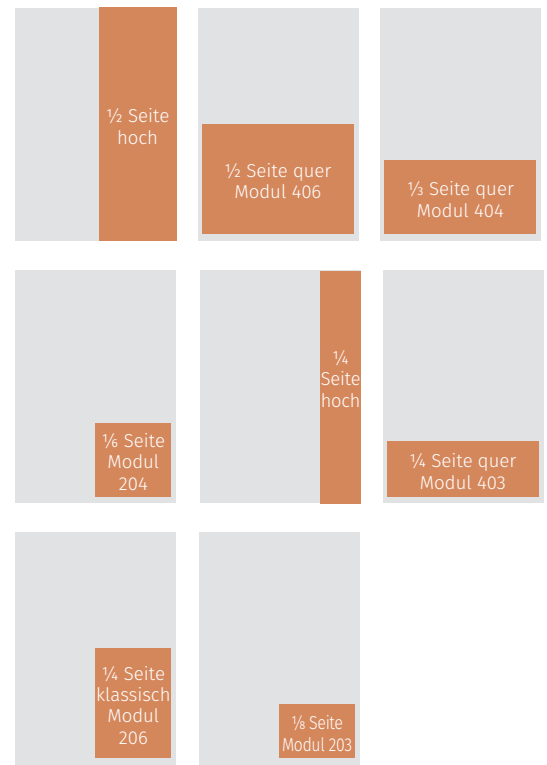 ½ Seite
hoch
½ Seite quer
Modul 406
⅓ Seite quer
Modul 404
⅙ Seite
Modul
204
¼
Seite
hoch
¼ Seite quer
Modul 403
¼ Seite
klassisch
Modul
206
⅛ Seite
Modul 203